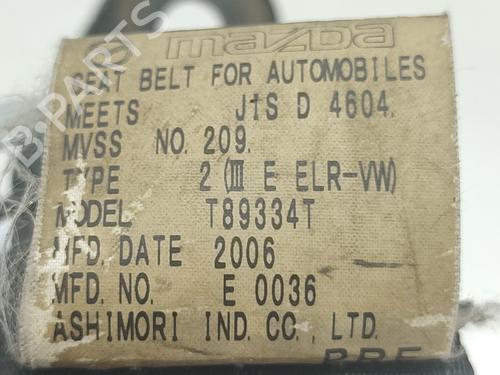 mazda
SEAT BELT FOR AUTOMOBILES
MEETS JIS D 4604.
MVSS NO. 209.
TYPE 2 (III E ELR-VW)
MODEL T89334T
MFD. DATE 2006
MFD. NO. E 0036
ASHIMORI IND. CO., LTD.
B-PARTS